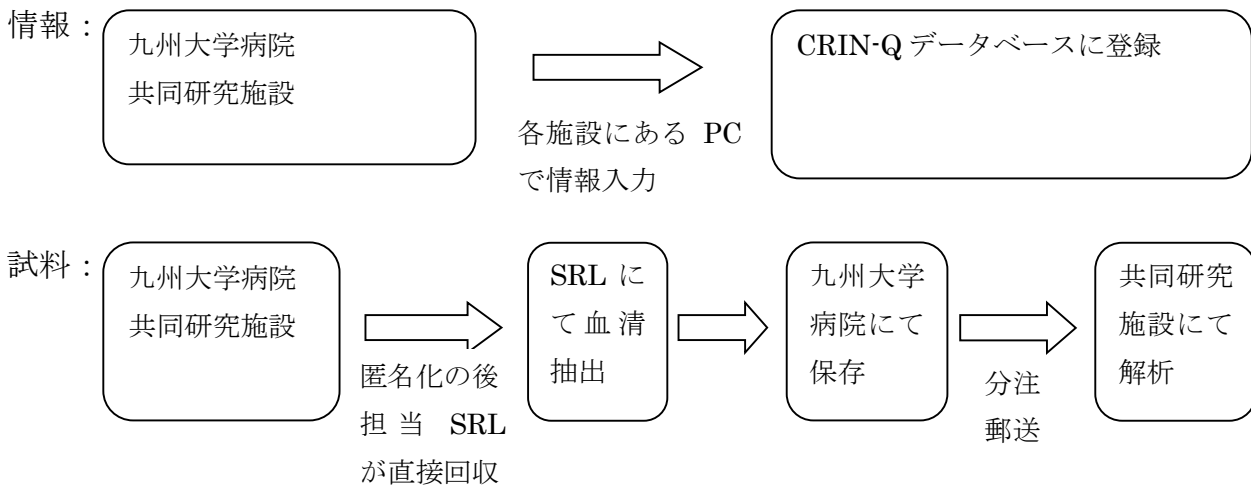 情報：
九州大学病院
共同研究施設
各施設にある PC
で情報入力
CRIN-Q データベースに登録
試料：
九州大学病院
共同研究施設
匿名化の後
担当 SRL
が直接回収
SRL に
て血清
抽出
九州大学
病院にて
保存
分注
郵送
共同研究
施設にて
解析